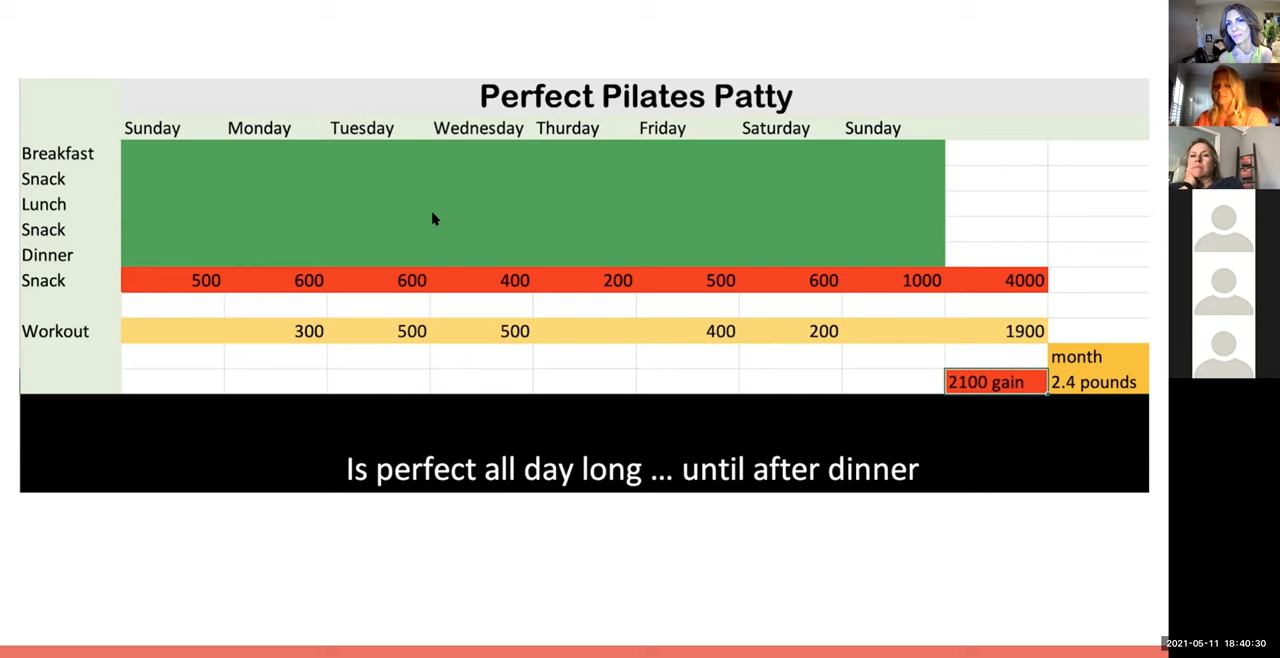 Perfect Pilates Patty
Sunday Monday Tuesday Wednesday Thurday Friday Saturday Sunday
Breakfast
Snack
Lunch
Snack
Dinner
Snack 500 600 600 400 200 500 600 1000 4000
Workout 300 500 500 400 200 1900
month
2100 gain 2.4 pounds
Is perfect all day long ... until after dinner
2021-05-11 18:40:30